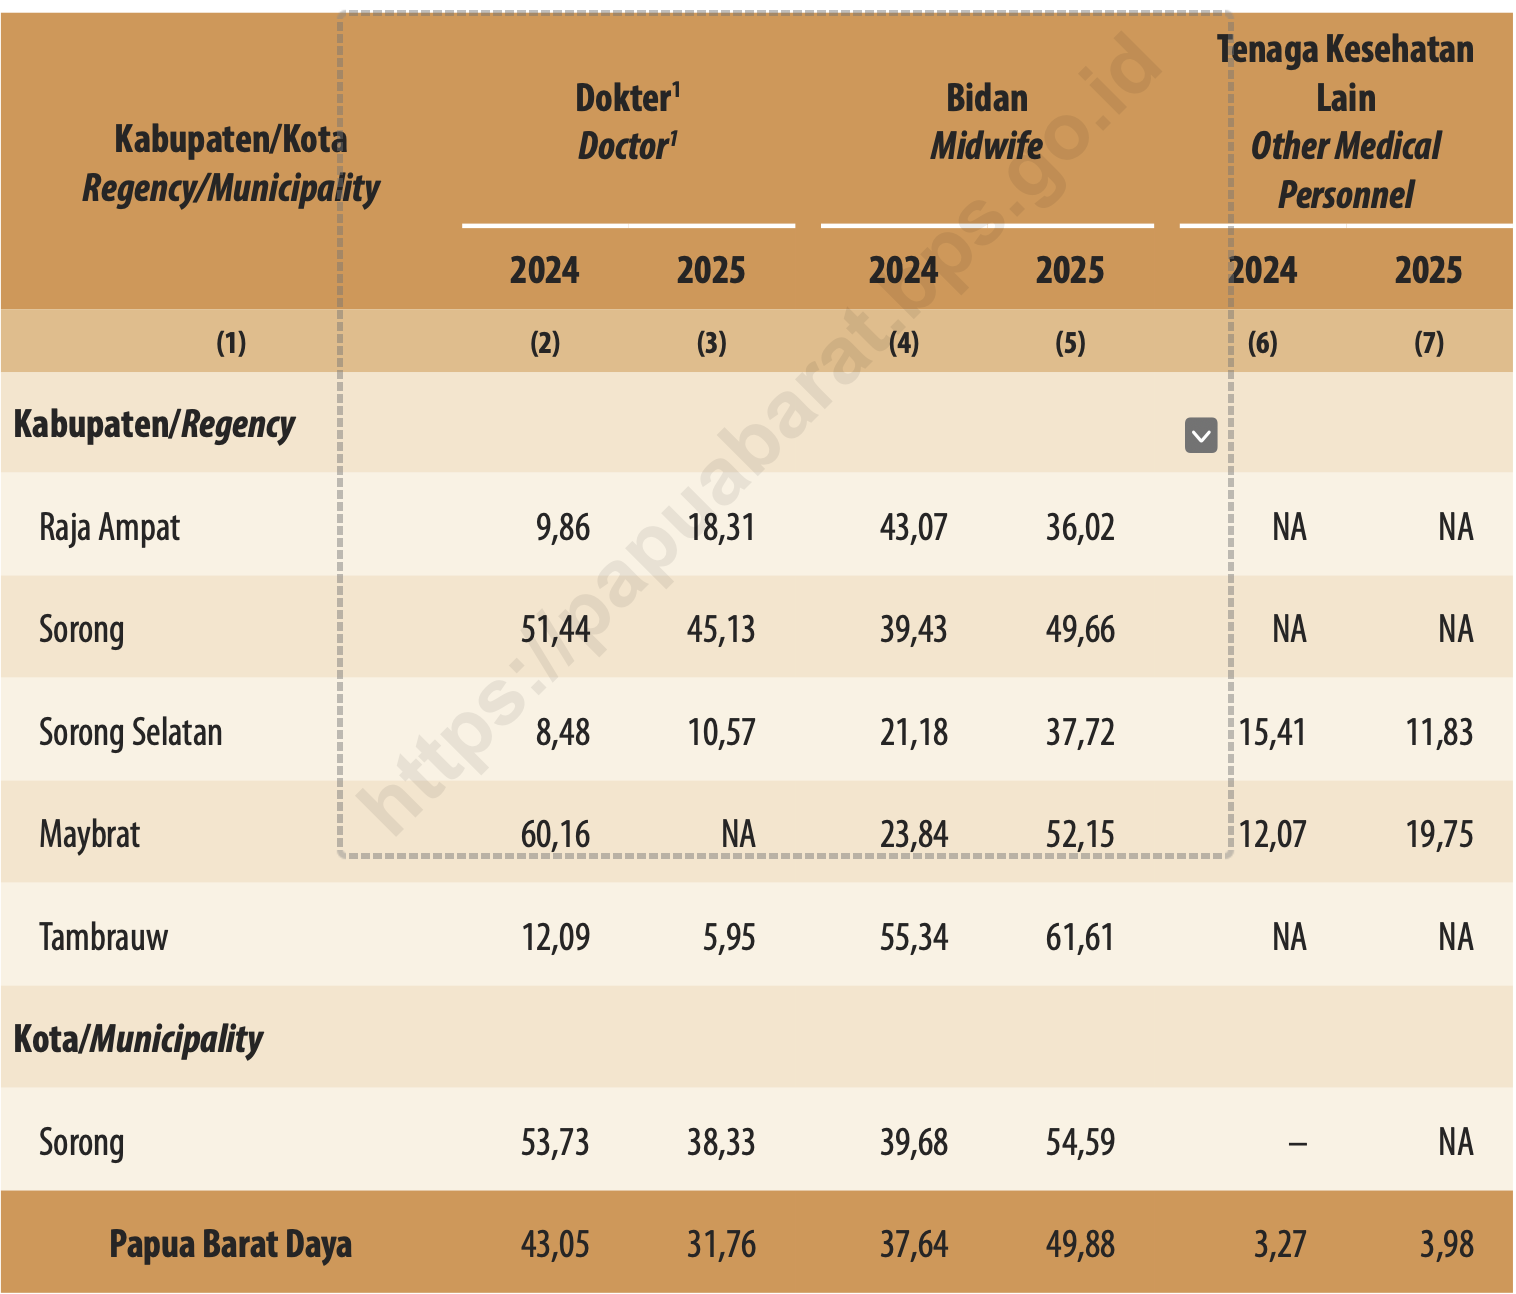 Kabupaten/Kota
Regency/Municipality
Dokter¹
Doctor¹
Bidan
Midwife
Tenaga Kesehatan
Lain
Other Medical
Personnel
2024 2025 2024 2025 2024 2025
(1) (2) (3) (4) (5) (6) (7)
Kabupaten/Regency
Raja Ampat 9,86 18,31 43,07 36,02 NA NA
Sorong 51,44 45,13 39,43 49,66 NA NA
Sorong Selatan 8,48 10,57 21,18 37,72 15,41 11,83
Maybrat 60,16 NA 23,84 52,15 12,07 19,75
Tambrauw 12,09 5,95 55,34 61,61 NA NA
Kota/Municipality
Sorong 53,73 38,33 39,68 54,59 – NA
Papua Barat Daya 43,05 31,76 37,64 49,88 3,27 3,98
https://papuabarat.bps.go.id